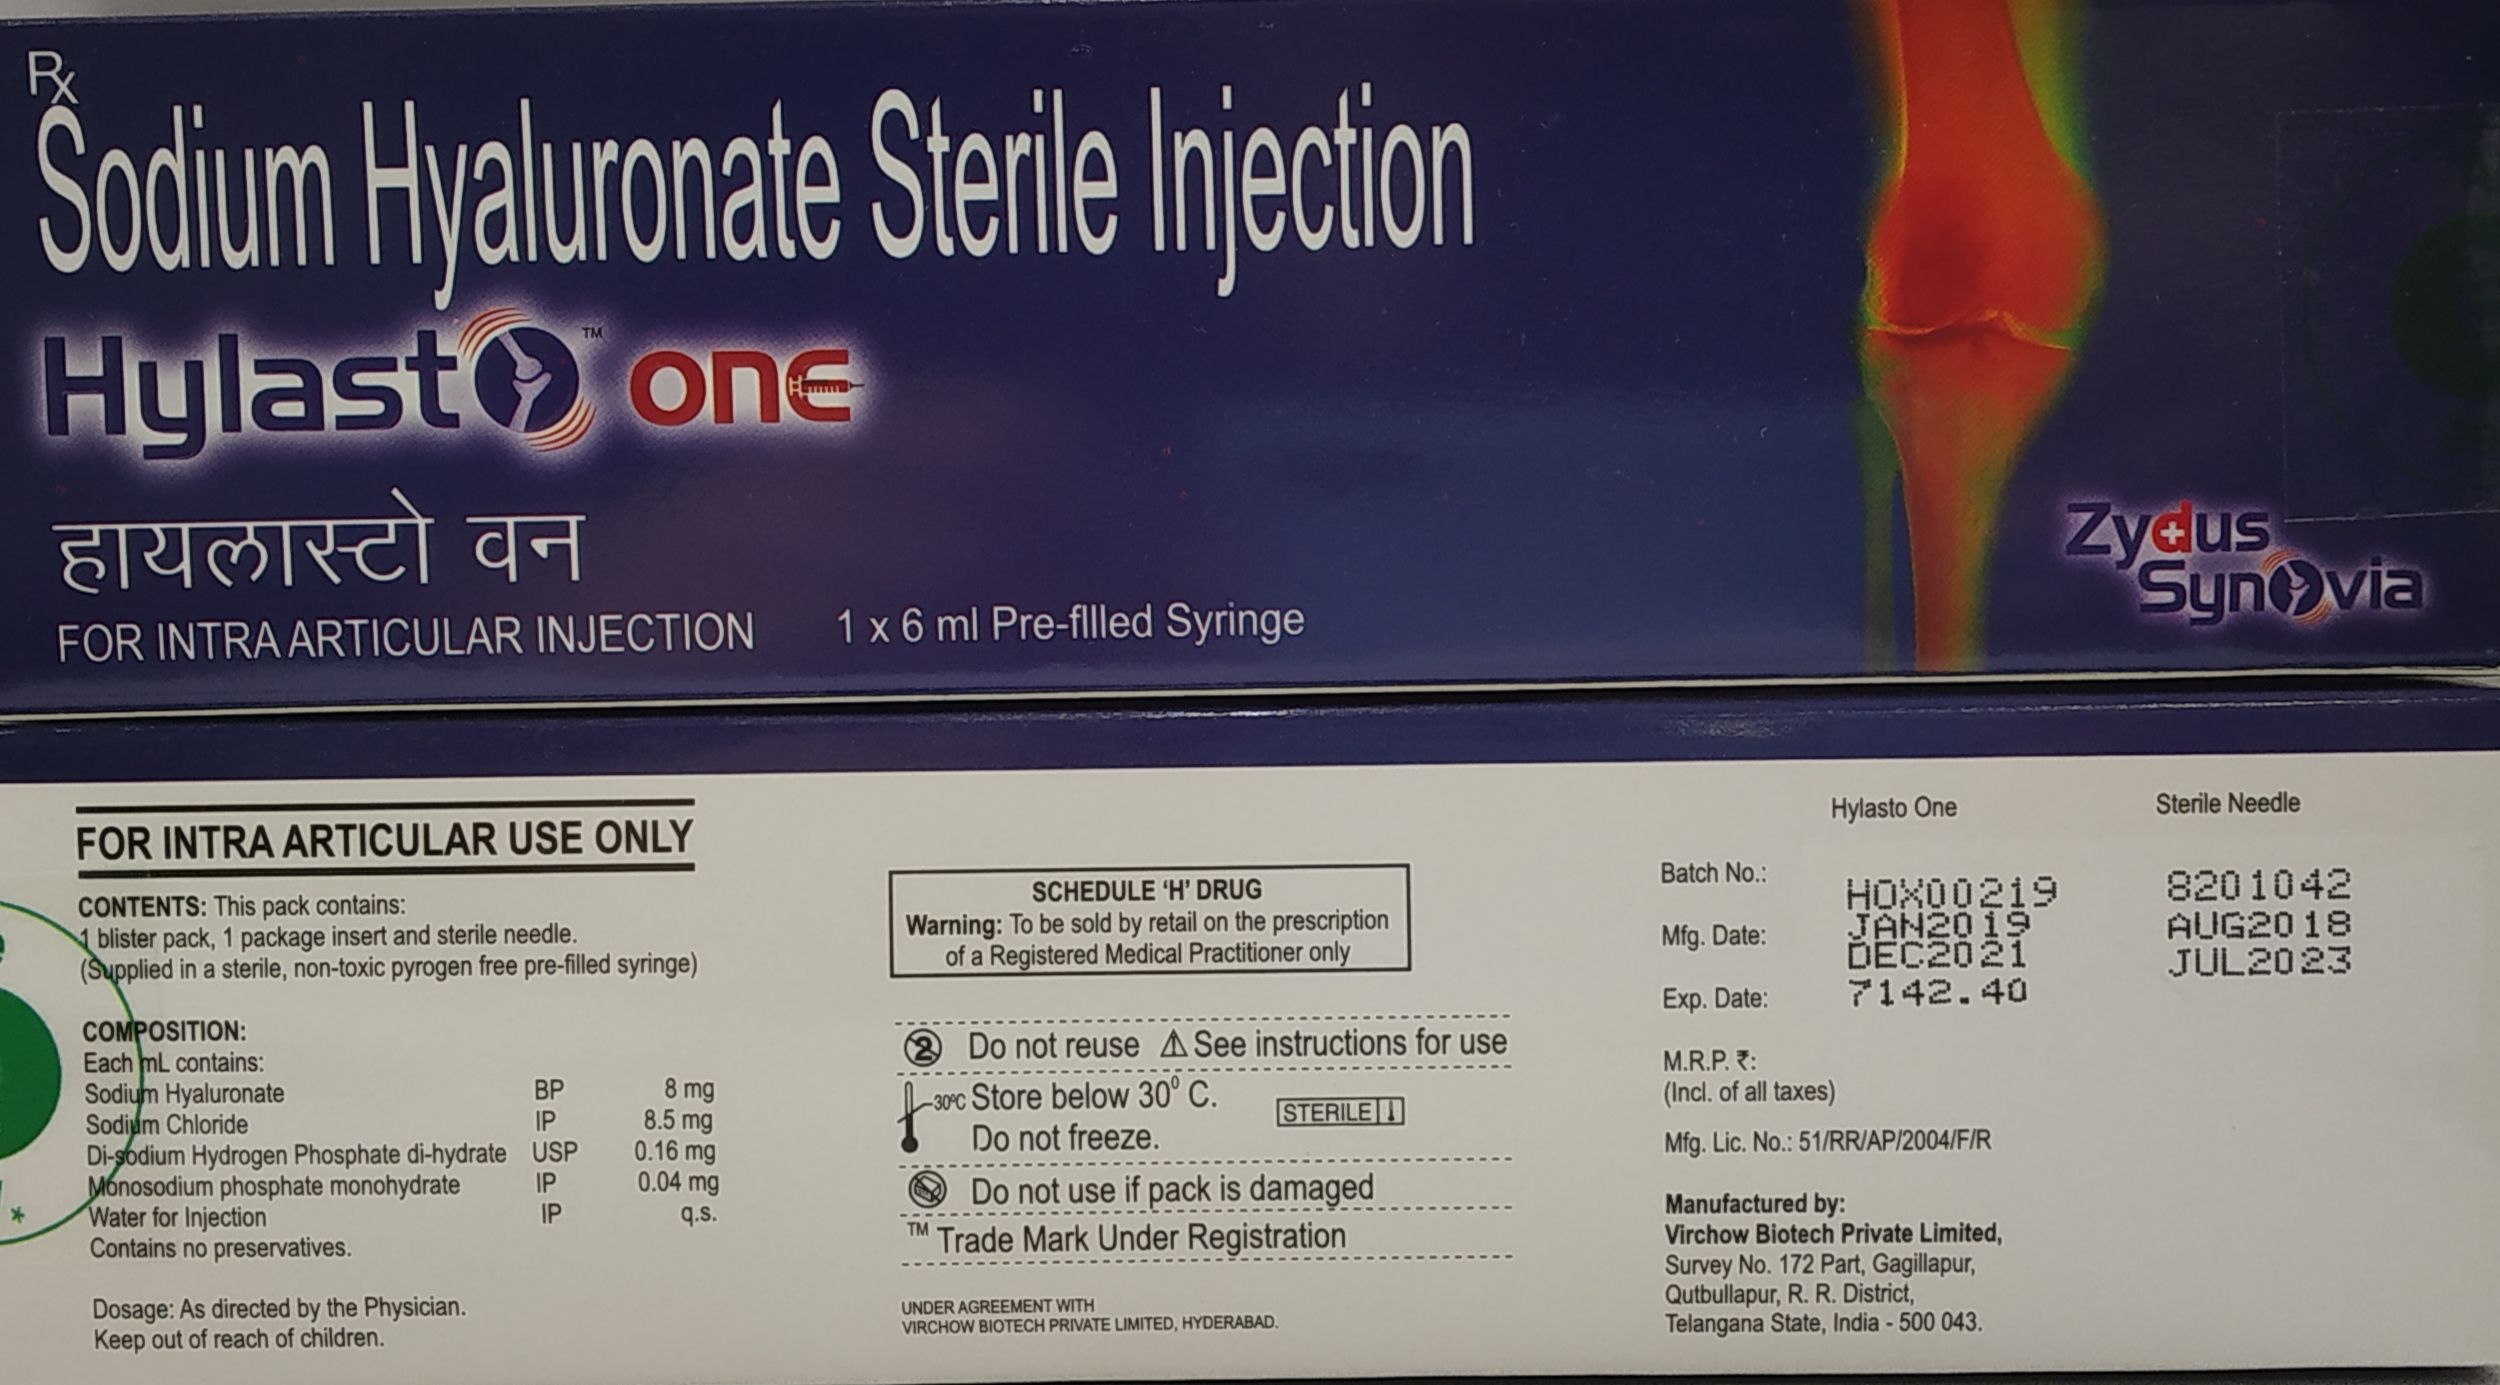 Rx
Sodium Hyaluronate Sterile Injection
Hylasto™ one
हायलास्टो वन
FOR INTRA ARTICULAR INJECTION 1 x 6 ml Pre-fIlled Syringe
Zydus
Synovia
FOR INTRA ARTICULAR USE ONLY
CONTENTS: This pack contains:
1 blister pack, 1 package insert and sterile needle.
(Supplied in a sterile, non-toxic pyrogen free pre-filled syringe)
COMPOSITION:
Each mL contains:
Sodium Hyaluronate BP 8 mg
Sodium Chloride IP 8.5 mg
Di-sodium Hydrogen Phosphate di-hydrate USP 0.16 mg
Monosodium phosphate monohydrate IP 0.04 mg
Water for Injection IP q.s.
Contains no preservatives.
Dosage: As directed by the Physician.
Keep out of reach of children.
SCHEDULE 'H' DRUG
Warning: To be sold by retail on the prescription
of a Registered Medical Practitioner only
2 Do not reuse ⚠ See instructions for use
30ºC Store below 30⁰ C.
Do not freeze.
STERILE
Do not use if pack is damaged
™ Trade Mark Under Registration
UNDER AGREEMENT WITH
VIRCHOW BIOTECH PRIVATE LIMITED, HYDERABAD.
Hylasto One Sterile Needle
Batch No.: HOX00219 8201042
Mfg. Date: JAN2019 AUG2018
DEC2021 JUL2023
Exp. Date: 7142.40
M.R.P. ₹:
(Incl. of all taxes)
Mfg. Lic. No.: 51/RR/AP/2004/F/R
Manufactured by:
Virchow Biotech Private Limited,
Survey No. 172 Part, Gagillapur,
Qutbullapur, R. R. District,
Telangana State, India - 500 043.